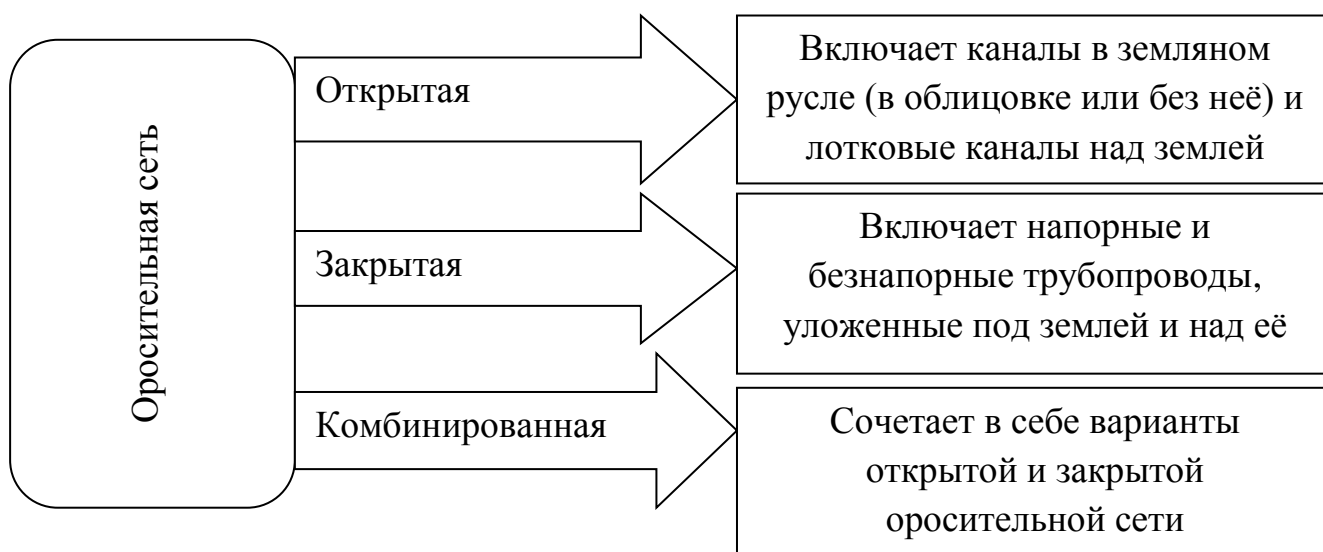 Оросительная сеть
Открытая
Включает каналы в земляном
русле (в облицовке или без неё) и
лотковые каналы над землей
Закрытая
Включает напорные и
безнапорные трубопроводы,
уложенные под землей и над её
Комбинированная
Сочетает в себе варианты
открытой и закрытой
оросительной сети